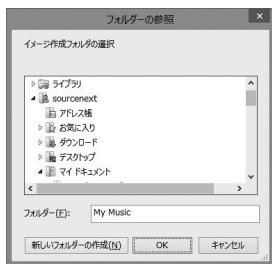 フォルダーの参照
イメージ作成フォルダの選択
ライブラリ
sourcenext
アドレス帳
お気に入り
ダウンロード
デスクトップ
マイ ドキュメント
フォルダー(F):
My Music
新しいフォルダーの作成(N)
OK
キャンセル